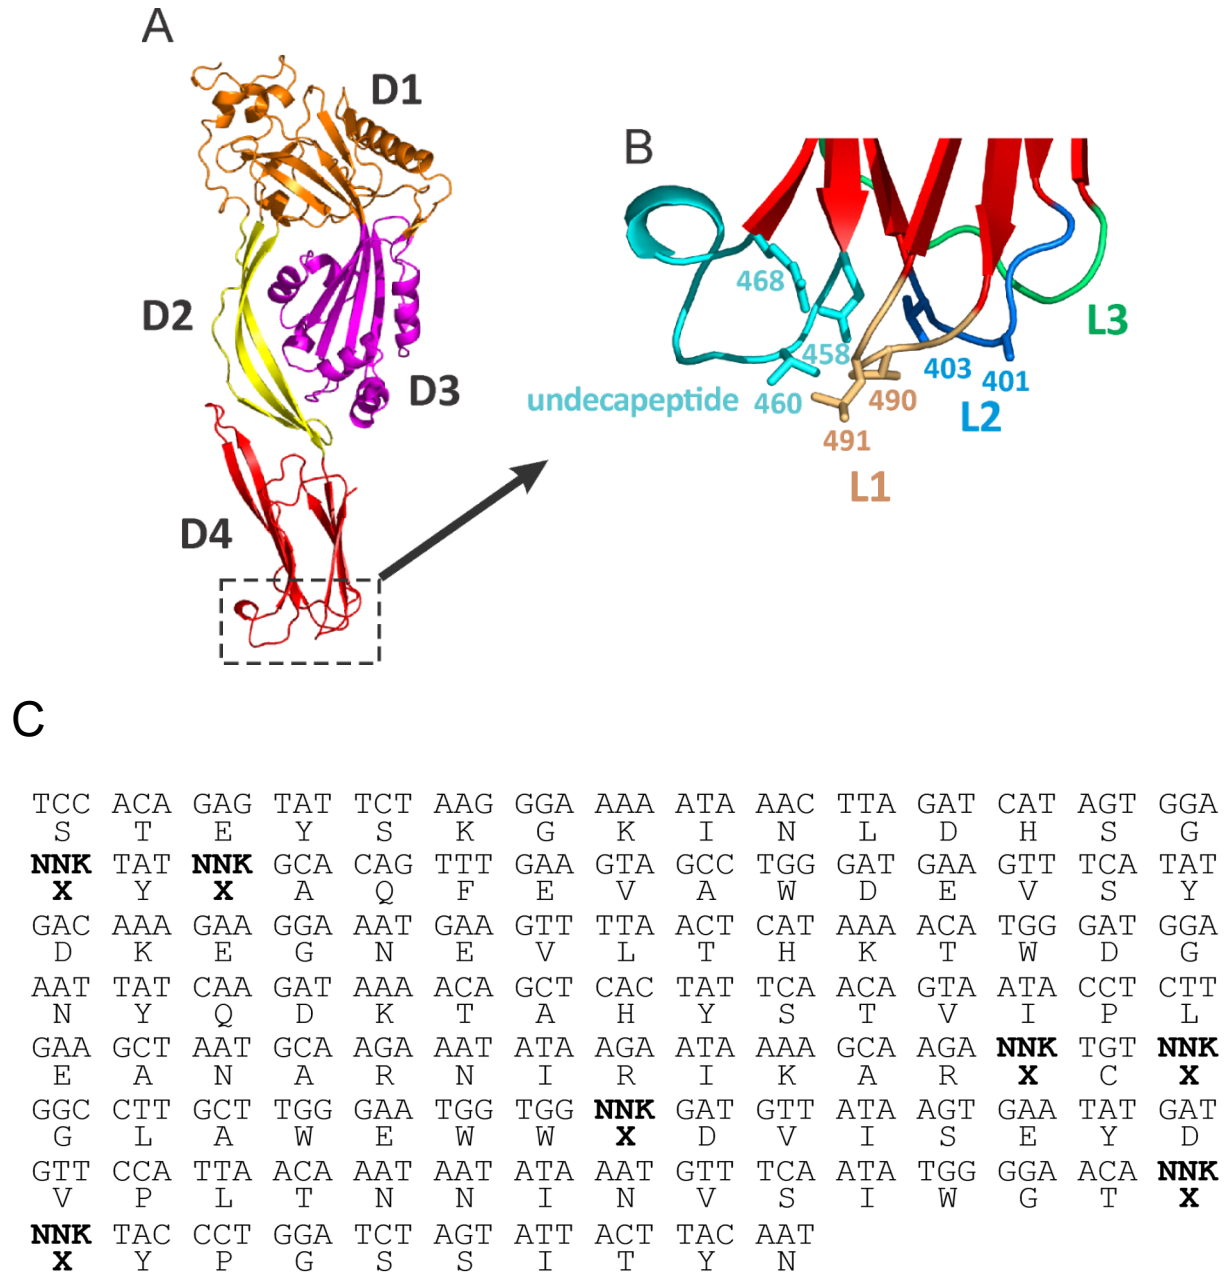 A
D1
D2
D3
D4
B
468
458
undecapeptide
460
490
491
L1
403
401
L2
L3
C
TCC ACA GAG TAT TCT AAG GGA AAA ATA AAC TTA GAT CAT AGT GGA
S T E Y S K G K I N L D H S G
NNK TAT NNK GCA CAG TTT GAA GTA GCC TGG GAT GAA GTT TCA TAT
X Y X A Q F E V A W D E V S Y
GAC AAA GAA GGA AAT GAA GTT TTA ACT CAT AAA ACA TGG GAT GGA
D K E G N E V L T H K T W D G
AAT TAT CAA GAT AAA ACA GCT CAC TAT TCA ACA GTA ATA CCT CTT
N Y Q D K T A H Y S T V I P L
GAA GCT AAT GCA AGA AAT ATA AGA ATA AAA GCA AGA NNK TGT NNK
E A N A R N I R I K A R X C X
GGC CTT GCT TGG GAA TGG TGG NNK GAT GTT ATA AGT GAA TAT GAT
G L A W E W W X D V I S E Y D
GTT CCA TTA ACA AAT AAT ATA AAT GTT TCA ATA TGG GGA ACA NNK
V P L T N N I N V S I W G T X
NNK TAC CCT GGA TCT AGT ATT ACT TAC AAT
X Y P G S S I T Y N